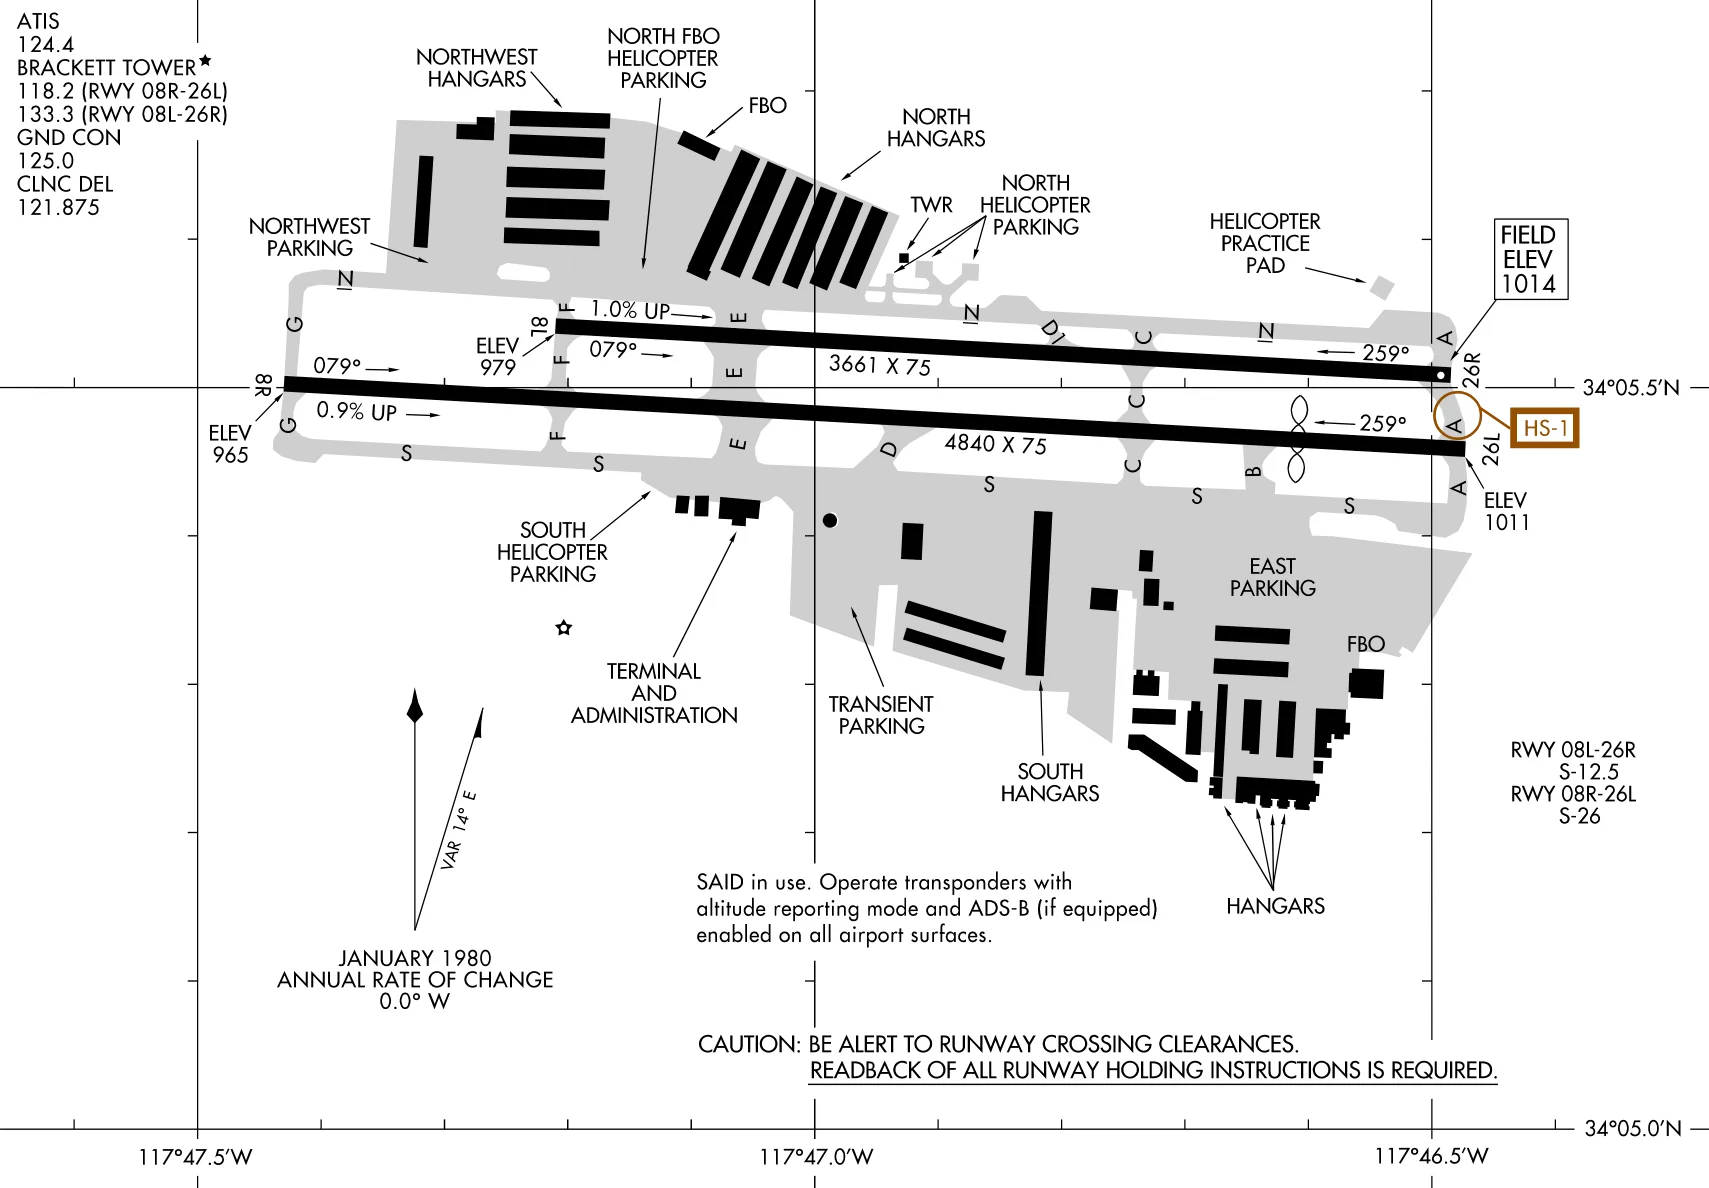 ATIS
124.4
BRACKETT TOWER★
118.2 (RWY 08R-26L)
133.3 (RWY 08L-26R)
GND CON
125.0
CLNC DEL
121.875
NORTHWEST
HANGARS
NORTH FBO
HELICOPTER
PARKING
FBO
NORTH
HANGARS
TWR
NORTH
HELICOPTER
PARKING
HELICOPTER
PRACTICE
PAD
FIELD
ELEV
1014
NORTHWEST
PARKING
N
G
F
1.0% UP
E
N
D1
C
N
A
8L
ELEV
979
F
079°
E
3661 X 75
259°
26R
8R
079°
34°05.5'N
0.9% UP
C
259°
A
HS-1
ELEV
965
G
S
F
S
E
D
4840 X 75
S
C
S
B
S
A
26L
ELEV
1011
SOUTH
HELICOPTER
PARKING
EAST
PARKING
FBO
TERMINAL
AND
ADMINISTRATION
TRANSIENT
PARKING
SOUTH
HANGARS
RWY 08L-26R
S-12.5
RWY 08R-26L
S-26
VAR 14° E
HANGARS
SAID in use. Operate transponders with
altitude reporting mode and ADS-B (if equipped)
enabled on all airport surfaces.
JANUARY 1980
ANNUAL RATE OF CHANGE
0.0° W
CAUTION: BE ALERT TO RUNWAY CROSSING CLEARANCES.
READBACK OF ALL RUNWAY HOLDING INSTRUCTIONS IS REQUIRED.
34°05.0'N
117°47.5'W
117°47.0'W
117°46.5'W